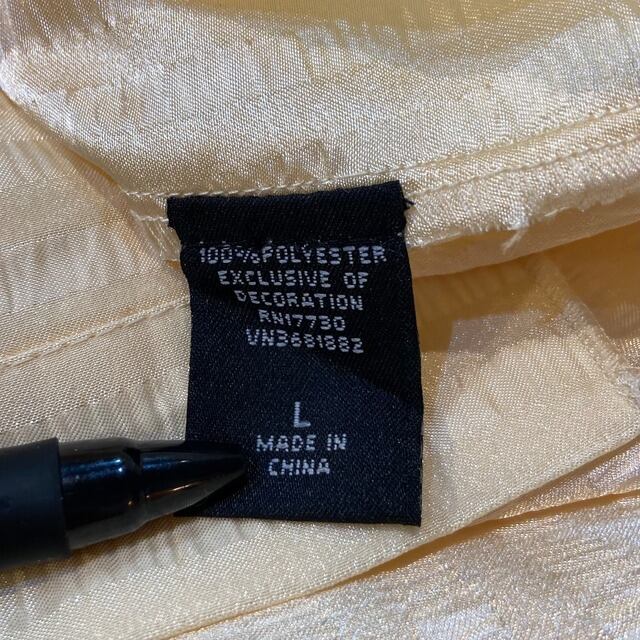 100%POLYESTER
EXCLUSIVE OF
DECORATION
RN17730
VN3681882
L
MADE IN
CHINA